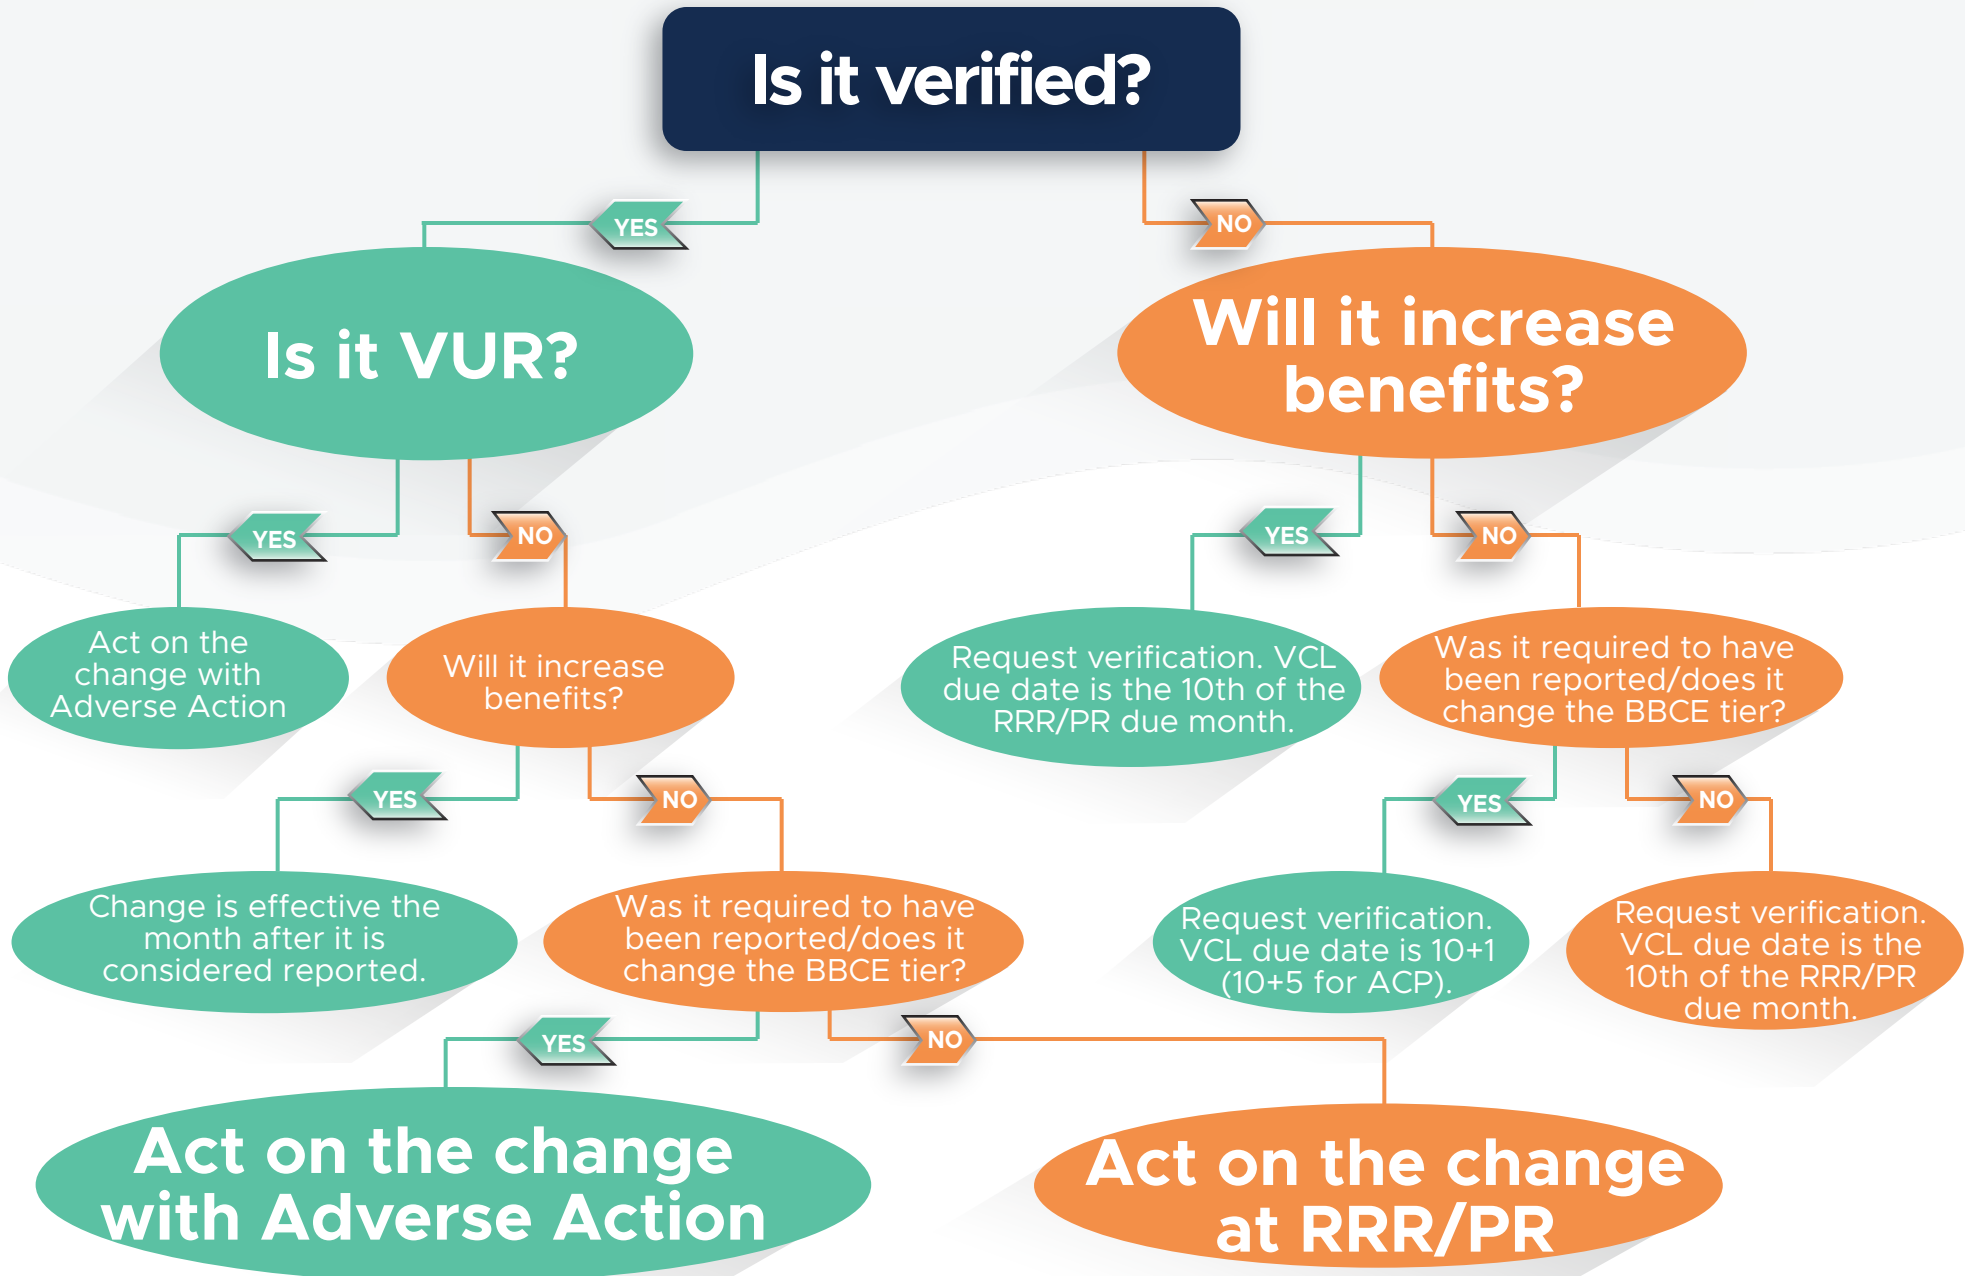 Is it verified?
YES
NO
Is it VUR?
Will it increase
benefits?
YES
NO
YES
NO
Act on the
change with
Adverse Action
Will it increase
benefits?
Request verification. VCL
due date is the 10th of the
RRR/PR due month.
Was it required to have
been reported/does it
change the BBCE tier?
YES
NO
YES
NO
Change is effective the
month after it is
considered reported.
Was it required to have
been reported/does it
change the BBCE tier?
Request verification.
VCL due date is 10+1
(10+5 for ACP).
Request verification.
VCL due date is the
10th of the RRR/PR
due month.
YES
NO
Act on the change
with Adverse Action
Act on the change
at RRR/PR